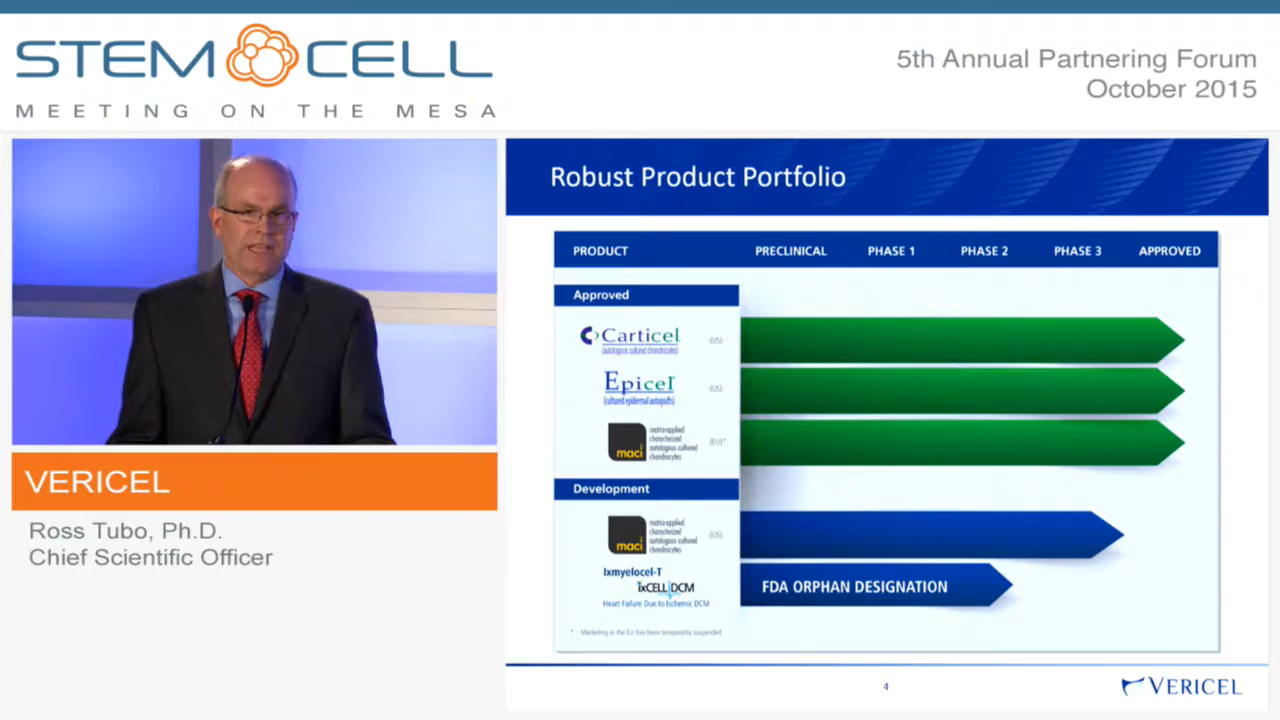 STEM CELL
MEETING ON THE MESA
5th Annual Partnering Forum
October 2015
VERICEL
Ross Tubo, Ph.D.
Chief Scientific Officer
Robust Product Portfolio
PRODUCT PRECLINICAL PHASE 1 PHASE 2 PHASE 3 APPROVED
Approved
Carticel (US)
(autologous cultured chondrocytes)
Epicel (US)
(cultured epidermal autografts)
maci
matrix-applied
characterized
autologous cultured
chondrocytes
(EU)*
Development
maci
matrix-applied
characterized
autologous cultured
chondrocytes
(US)
Ixmyelocel-T
ixCELL DCM
Heart Failure Due to Ischemic DCM
FDA ORPHAN DESIGNATION
* Marketing in the EU has been temporarily suspended
4
VERICEL